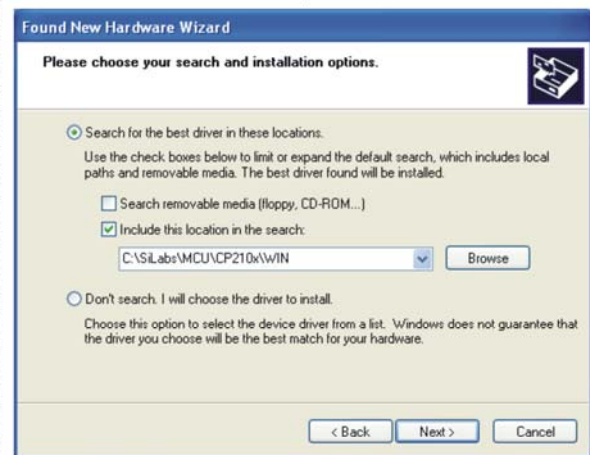 Found New Hardware Wizard
Please choose your search and installation options.
Search for the best driver in these locations.
Use the check boxes below to limit or expand the default search, which includes local
paths and removable media. The best driver found will be installed.
Search removable media (floppy, CD-ROM...)
Include this location in the search:
C:\SiLabs\MCU\CP210x\WIN
Browse
Don't search. I will choose the driver to install.
Choose this option to select the device driver from a list. Windows does not guarantee that
the driver you choose will be the best match for your hardware.
< Back
Next >
Cancel